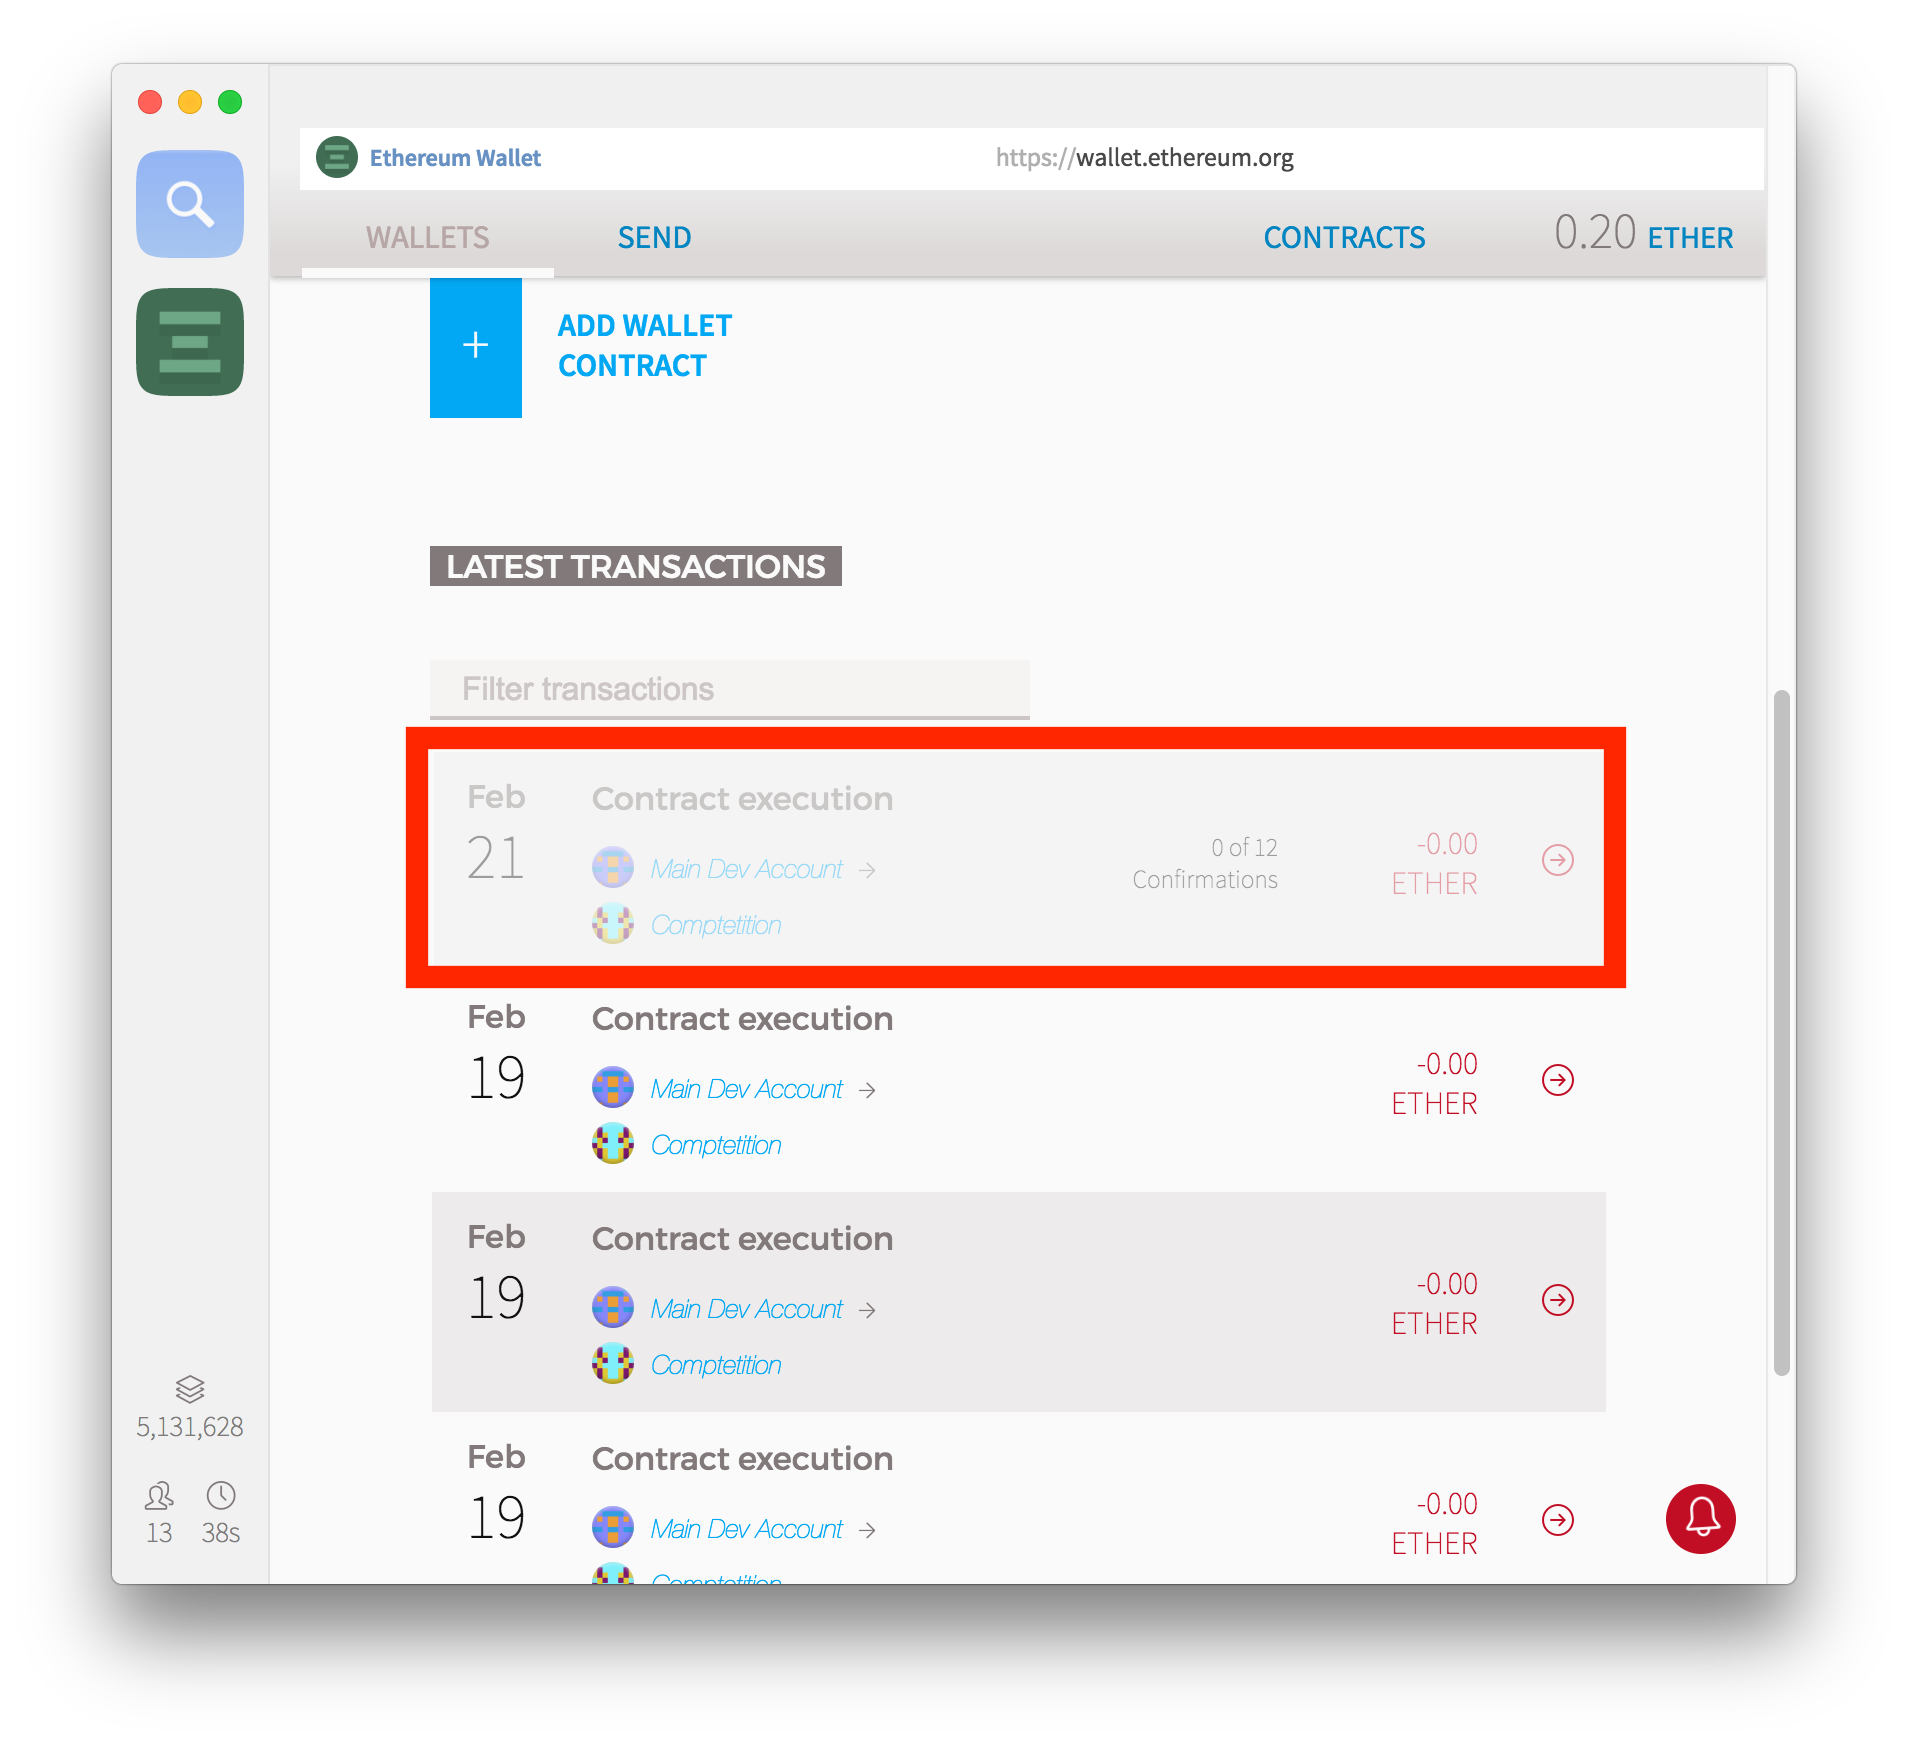 Ethereum Wallet
https://wallet.ethereum.org
WALLETS
SEND
CONTRACTS
0.20 ETHER
+
ADD WALLET
CONTRACT
LATEST TRANSACTIONS
Filter transactions
Feb
21
Contract execution
Main Dev Account →
Comptetition
0 of 12
Confirmations
-0.00
ETHER
Feb
19
Contract execution
Main Dev Account →
Comptetition
-0.00
ETHER
Feb
19
Contract execution
Main Dev Account →
Comptetition
-0.00
ETHER
Feb
19
Contract execution
Main Dev Account →
Comptetition
-0.00
ETHER
5,131,628
13
38s